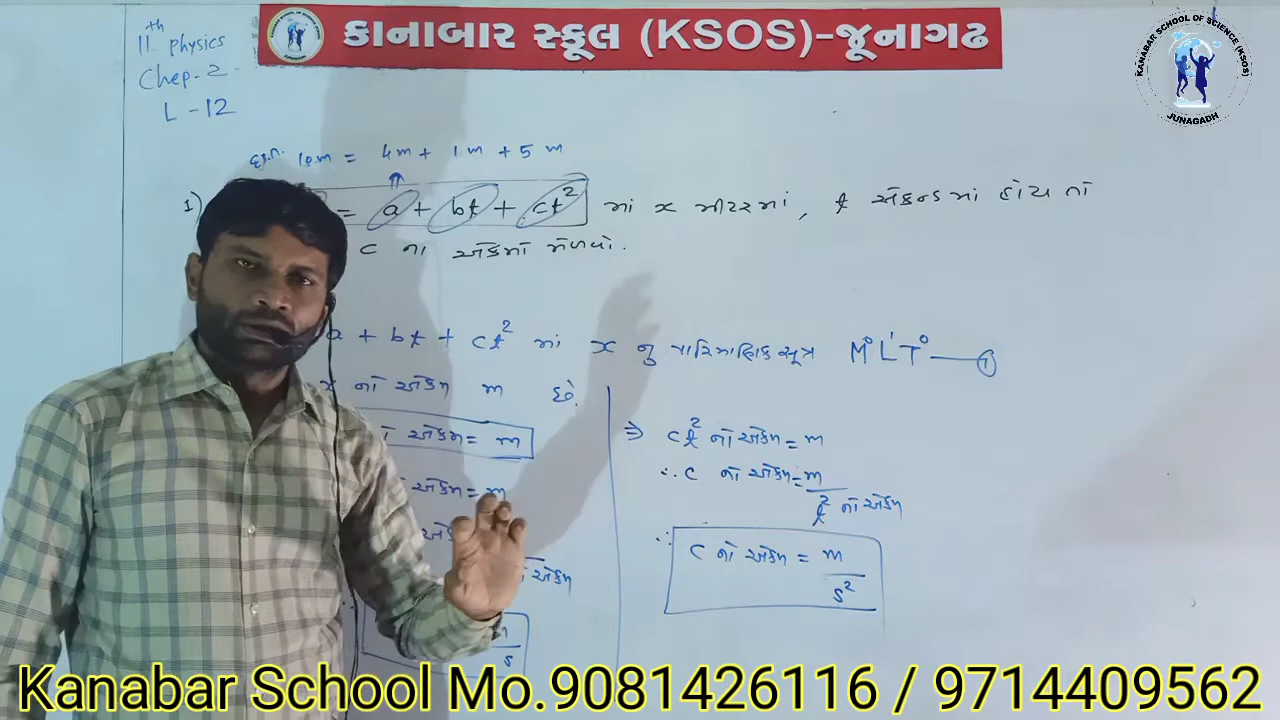 કાનાબાર સ્કૂલ (KSOS)-જૂનાગઢ
KANABAR SCHOOL OF SCIENCE (KSOS)
JUNAGADH
11th physics
Chep-2
L-12
10m = 4m + 1m + 5m
1) = a + bt + ct² માં x મીટરમાં, t સેકન્ડમાં હોય તો
c ના એકમો મેળવો.
a + bt + ct² માં x નુ પારિમાણિક સૂત્ર M⁰L¹T⁰ —①
x નો એકમ m છે.
એકમ = m
એકમ = m
એકમ
s
⇒ ct² નો એકમ = m
∴ c નો એકમ = m
t² નો એકમ
∴ c નો એકમ = m
s²
Kanabar School Mo.9081426116 / 9714409562